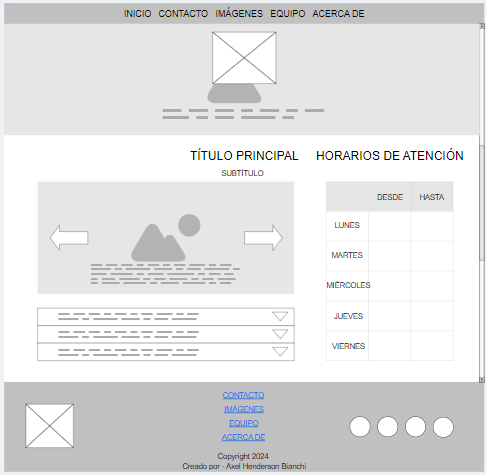 INICIO CONTACTO IMÁGENES EQUIPO ACERCA DE
TÍTULO PRINCIPAL
SUBTÍTULO
HORARIOS DE ATENCIÓN
DESDE HASTA
LUNES
MARTES
MIÉRCOLES
JUEVES
VIERNES
CONTACTO
IMÁGENES
EQUIPO
ACERCA DE
Copyright 2024
Creado por - Axel Henderson Bianchi